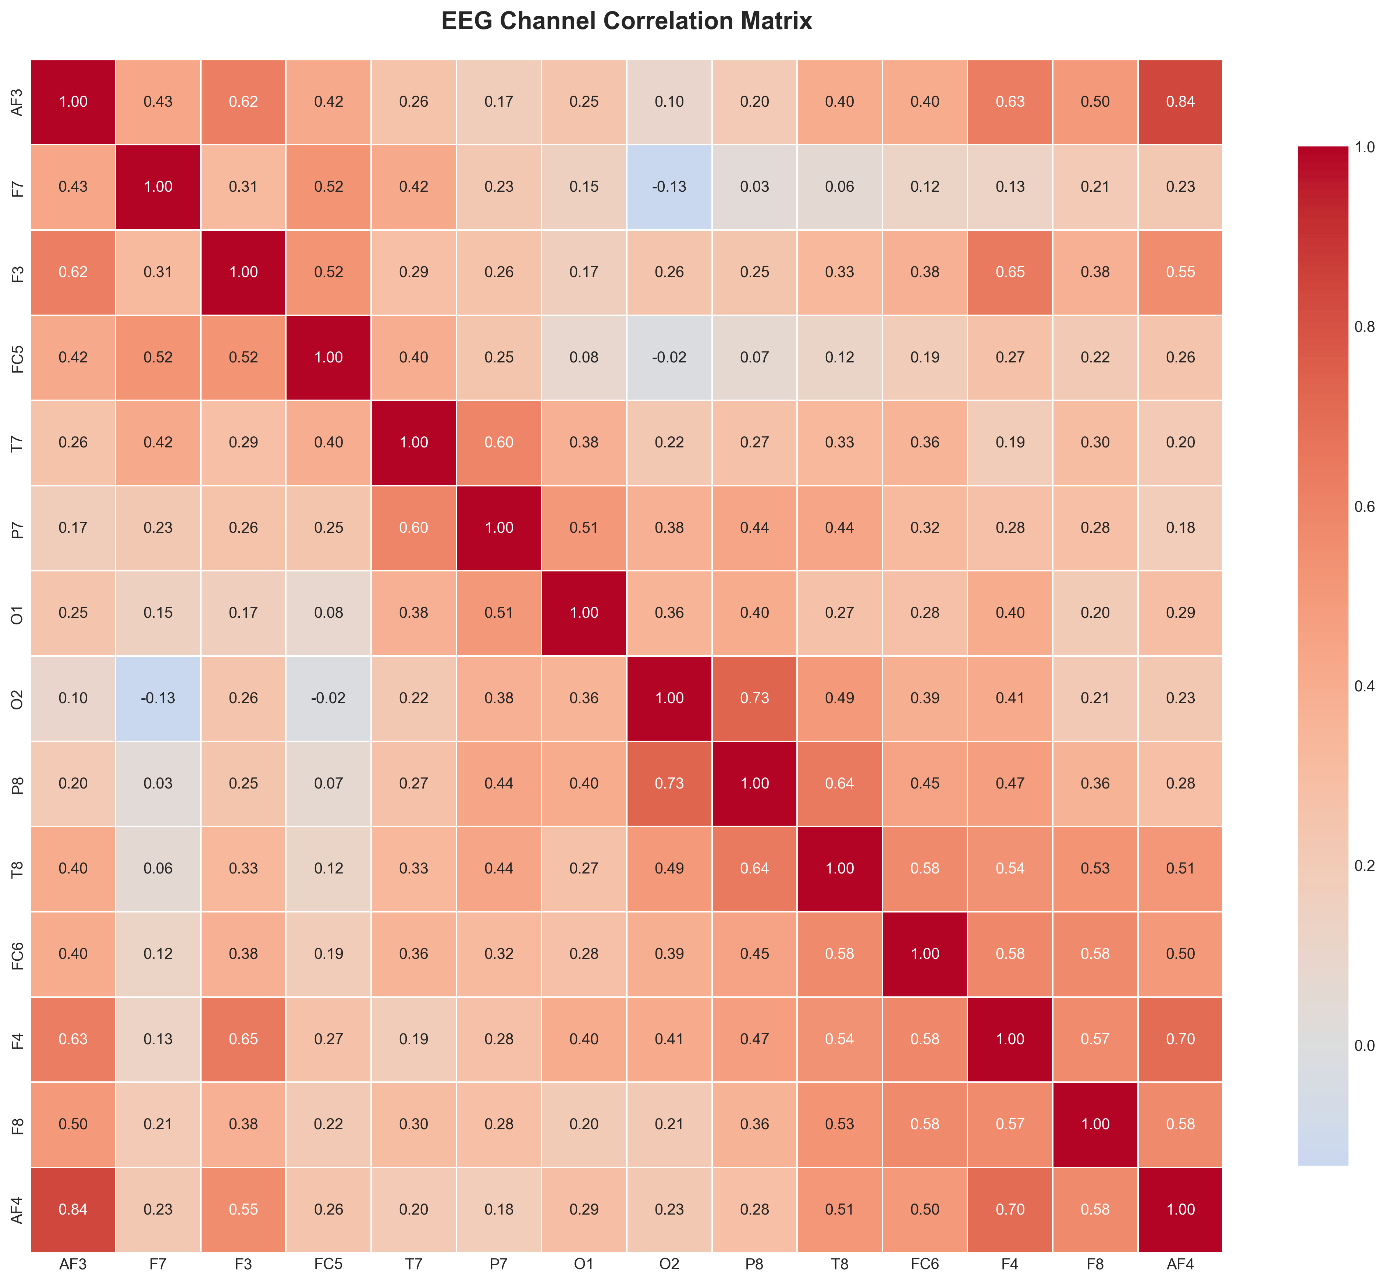 EEG Channel Correlation Matrix
AF3 1.00 0.43 0.62 0.42 0.26 0.17 0.25 0.10 0.20 0.40 0.40 0.63 0.50 0.84
F7 0.43 1.00 0.31 0.52 0.42 0.23 0.15 -0.13 0.03 0.06 0.12 0.13 0.21 0.23
F3 0.62 0.31 1.00 0.52 0.29 0.26 0.17 0.26 0.25 0.33 0.38 0.65 0.38 0.55
FC5 0.42 0.52 0.52 1.00 0.40 0.25 0.08 -0.02 0.07 0.12 0.19 0.27 0.22 0.26
T7 0.26 0.42 0.29 0.40 1.00 0.60 0.38 0.22 0.27 0.33 0.36 0.19 0.30 0.20
P7 0.17 0.23 0.26 0.25 0.60 1.00 0.51 0.38 0.44 0.44 0.32 0.28 0.28 0.18
O1 0.25 0.15 0.17 0.08 0.38 0.51 1.00 0.36 0.40 0.27 0.28 0.40 0.20 0.29
O2 0.10 -0.13 0.26 -0.02 0.22 0.38 0.36 1.00 0.73 0.49 0.39 0.41 0.21 0.23
P8 0.20 0.03 0.25 0.07 0.27 0.44 0.40 0.73 1.00 0.64 0.45 0.47 0.36 0.28
T8 0.40 0.06 0.33 0.12 0.33 0.44 0.27 0.49 0.64 1.00 0.58 0.54 0.53 0.51
FC6 0.40 0.12 0.38 0.19 0.36 0.32 0.28 0.39 0.45 0.58 1.00 0.58 0.58 0.50
F4 0.63 0.13 0.65 0.27 0.19 0.28 0.40 0.41 0.47 0.54 0.58 1.00 0.57 0.70
F8 0.50 0.21 0.38 0.22 0.30 0.28 0.20 0.21 0.36 0.53 0.58 0.57 1.00 0.58
AF4 0.84 0.23 0.55 0.26 0.20 0.18 0.29 0.23 0.28 0.51 0.50 0.70 0.58 1.00
AF3 F7 F3 FC5 T7 P7 O1 O2 P8 T8 FC6 F4 F8 AF4
1.0
0.8
0.6
0.4
0.2
0.0